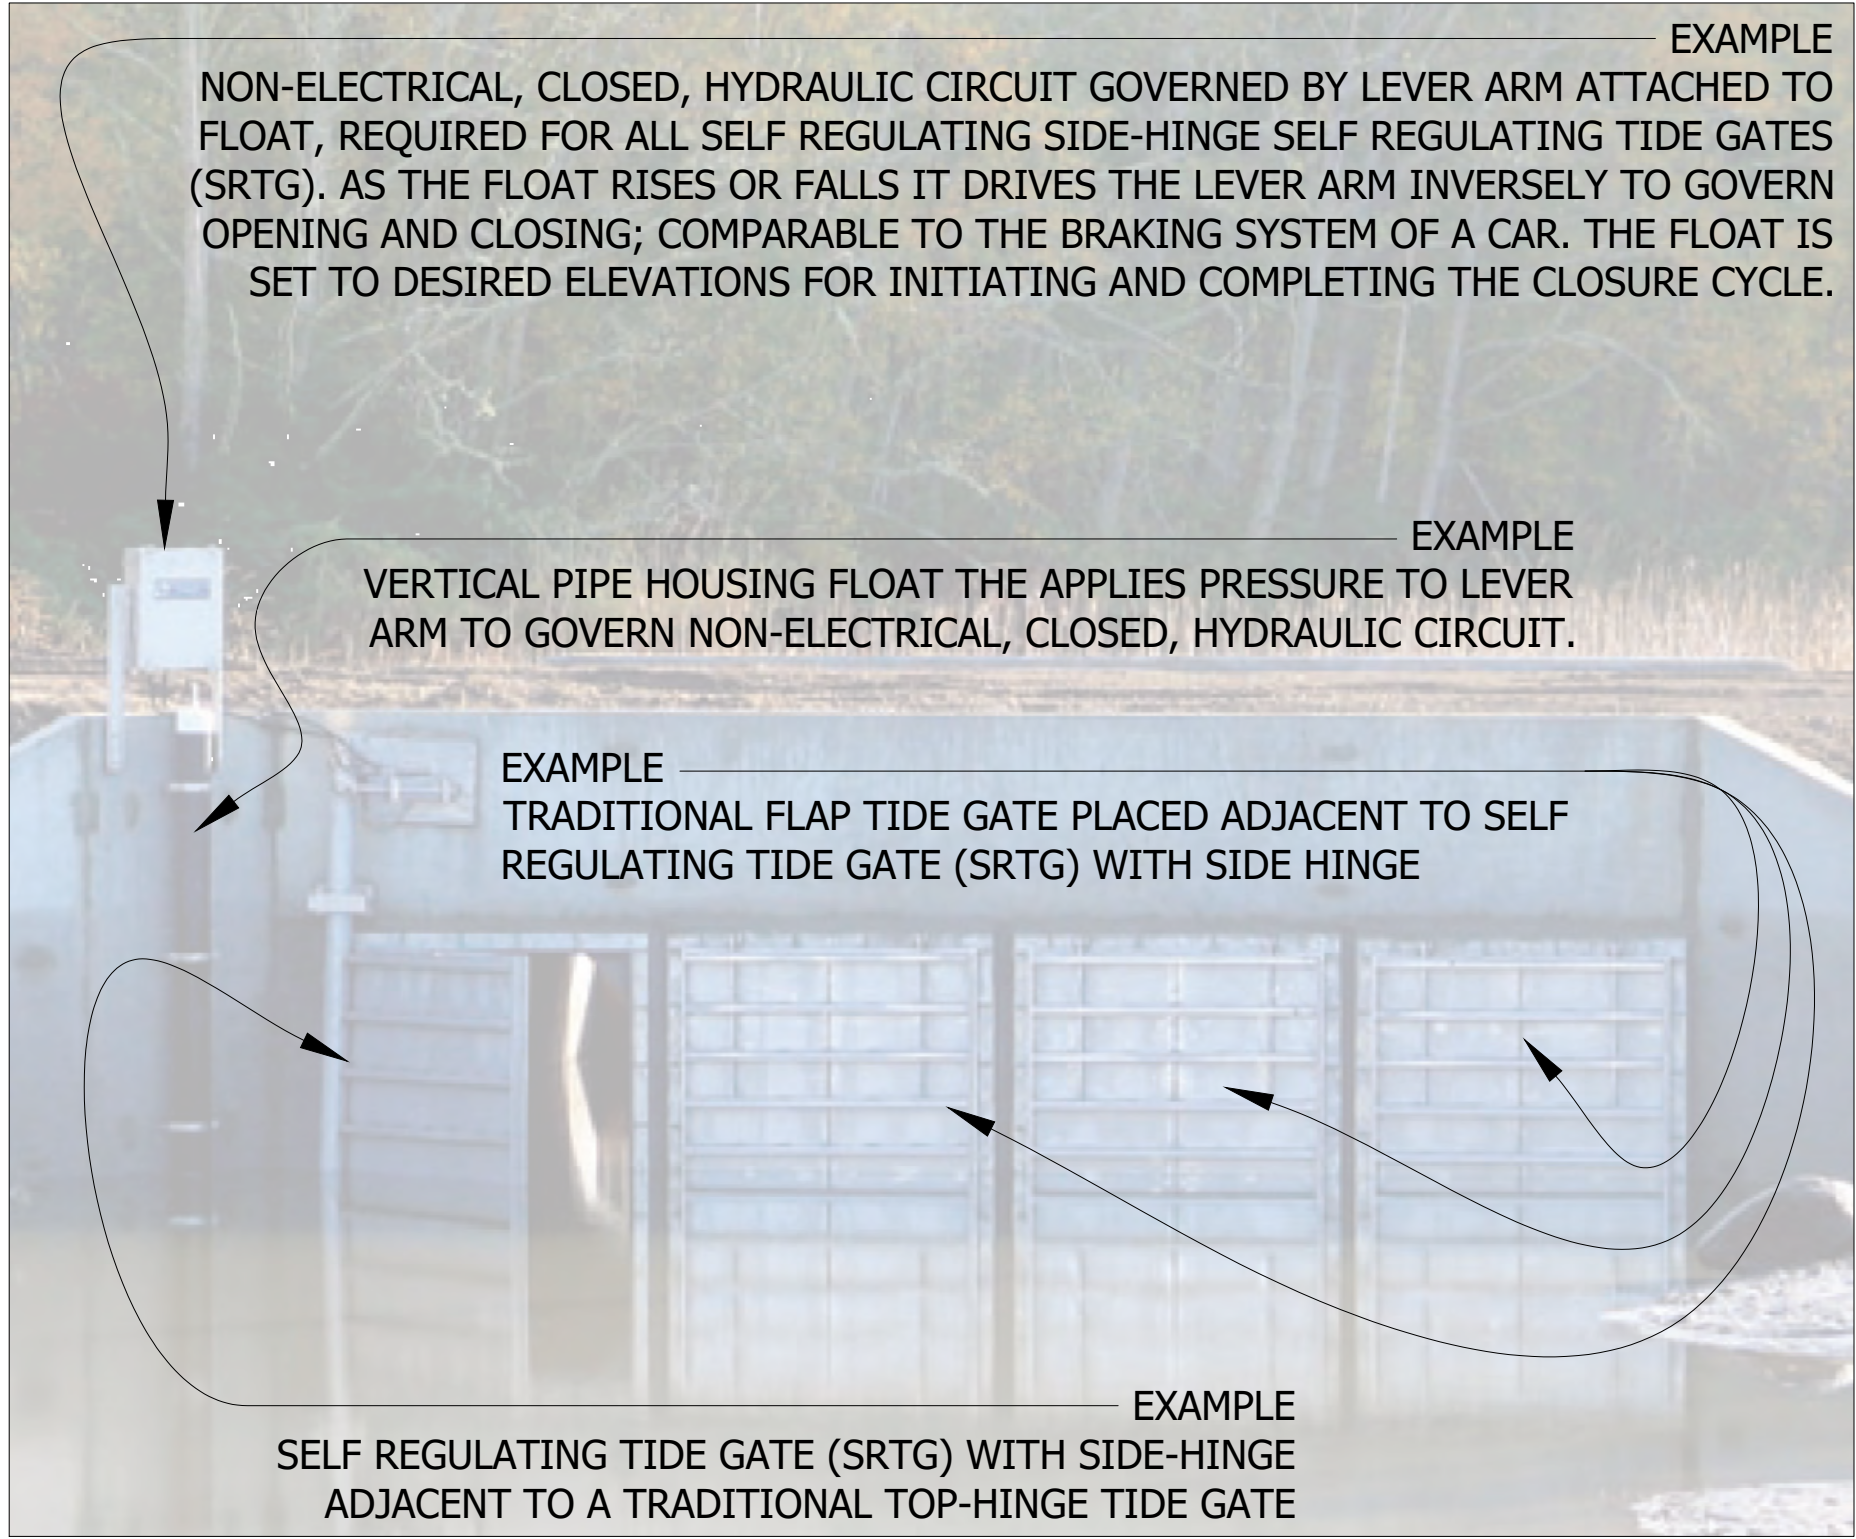 EXAMPLE
NON-ELECTRICAL, CLOSED, HYDRAULIC CIRCUIT GOVERNED BY LEVER ARM ATTACHED TO
FLOAT, REQUIRED FOR ALL SELF REGULATING SIDE-HINGE SELF REGULATING TIDE GATES
(SRTG). AS THE FLOAT RISES OR FALLS IT DRIVES THE LEVER ARM INVERSELY TO GOVERN
OPENING AND CLOSING; COMPARABLE TO THE BRAKING SYSTEM OF A CAR. THE FLOAT IS
SET TO DESIRED ELEVATIONS FOR INITIATING AND COMPLETING THE CLOSURE CYCLE.
EXAMPLE
VERTICAL PIPE HOUSING FLOAT THE APPLIES PRESSURE TO LEVER
ARM TO GOVERN NON-ELECTRICAL, CLOSED, HYDRAULIC CIRCUIT.
EXAMPLE
TRADITIONAL FLAP TIDE GATE PLACED ADJACENT TO SELF
REGULATING TIDE GATE (SRTG) WITH SIDE HINGE
EXAMPLE
SELF REGULATING TIDE GATE (SRTG) WITH SIDE-HINGE
ADJACENT TO A TRADITIONAL TOP-HINGE TIDE GATE